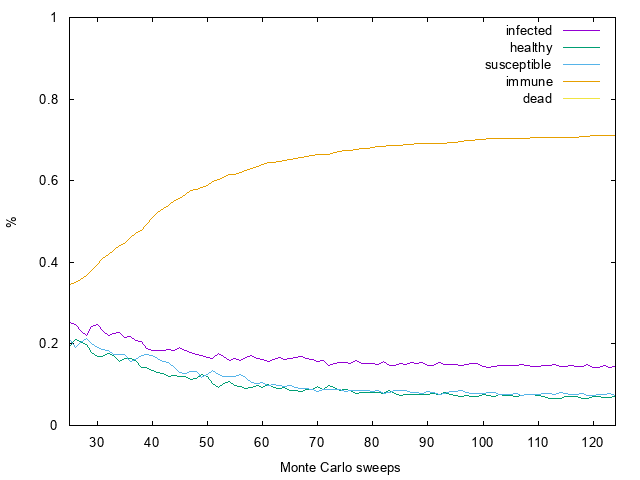 1
0.8
0.6
0.4
0.2
0
%
30 40 50 60 70 80 90 100 110 120
Monte Carlo sweeps
infected
healthy
susceptible
immune
dead